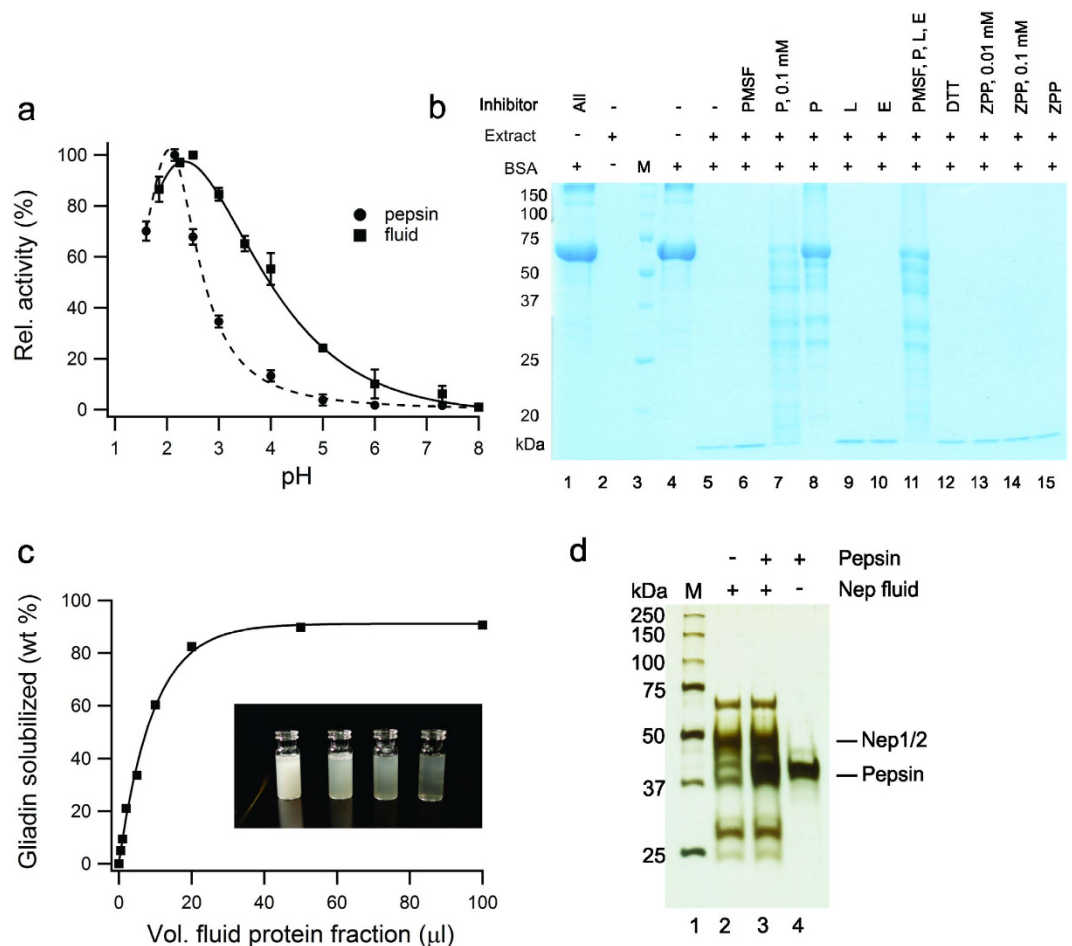 a
Rel. activity (%)
100
80
60
40
20
0
1 2 3 4 5 6 7 8
pH
pepsin
fluid
b
Inhibitor All - - - PMSF P, 0.1 mM P L E PMSF, P, L, E DTT ZPP, 0.01 mM ZPP, 0.1 mM ZPP
Extract - + - + + + + + + + + + + +
BSA + - M + + + + + + + + + + + +
150
100
75
50
37
25
20
kDa
1 2 3 4 5 6 7 8 9 10 11 12 13 14 15
c
Gliadin solubilized (wt %)
100
80
60
40
20
0
0 20 40 60 80 100
Vol. fluid protein fraction (μl)
d
- + + Pepsin
kDa M + + - Nep fluid
250
150
100
75
50
37
25
Nep1/2
Pepsin
1 2 3 4